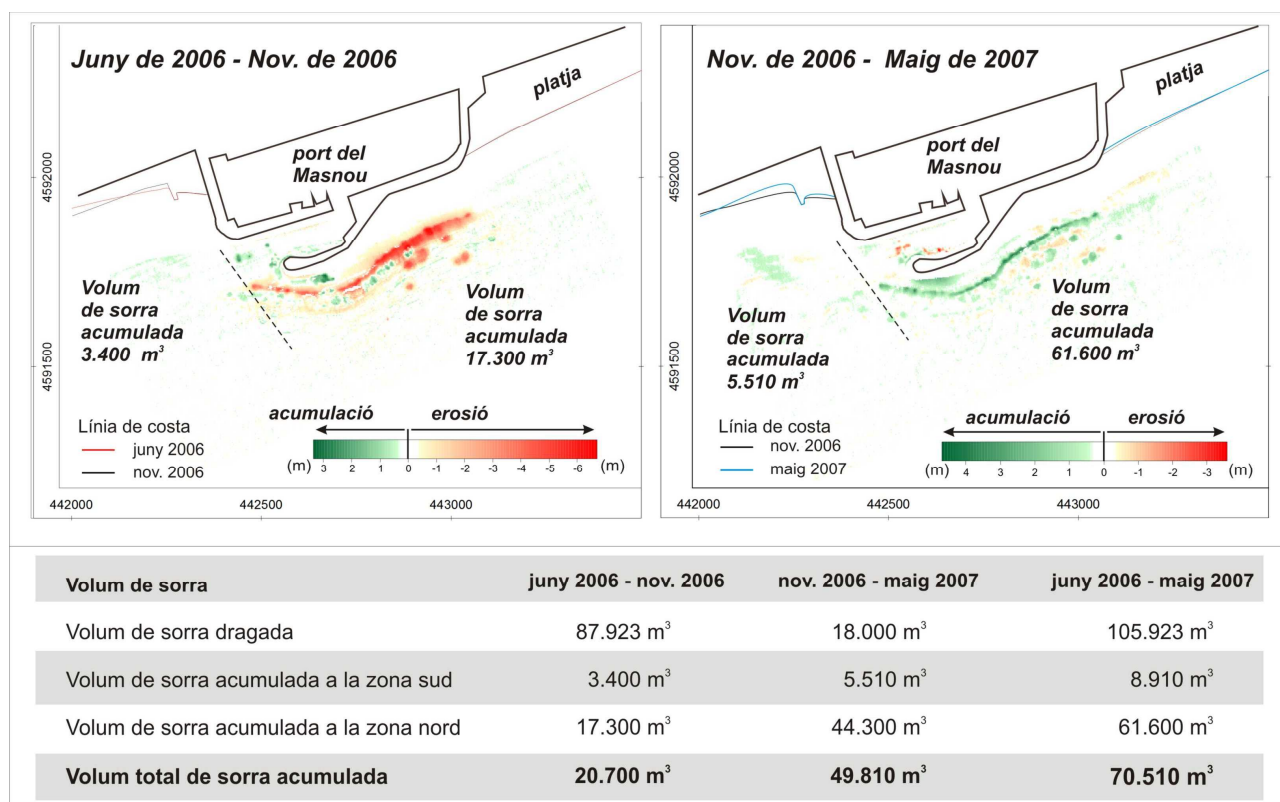 Juny de 2006 - Nov. de 2006
platja
port del
Masnou
4592000
4591500
Volum
de sorra
acumulada
3.400 m³
Volum
de sorra
acumulada
17.300 m³
acumulació
erosió
Línia de costa
juny 2006
nov. 2006
(m) 3 2 1 0 -1 -2 -3 -4 -5 -6 (m)
442000 442500 443000
Nov. de 2006 - Maig de 2007
platja
port del
Masnou
4592000
4591500
Volum
de sorra
acumulada
5.510 m³
Volum
de sorra
acumulada
61.600 m³
acumulació
erosió
Línia de costa
nov. 2006
maig 2007
(m) 4 3 2 1 0 -1 -2 -3 (m)
442000 442500 443000
Volum de sorra juny 2006 - nov. 2006 nov. 2006 - maig 2007 juny 2006 - maig 2007
Volum de sorra dragada 87.923 m³ 18.000 m³ 105.923 m³
Volum de sorra acumulada a la zona sud 3.400 m³ 5.510 m³ 8.910 m³
Volum de sorra acumulada a la zona nord 17.300 m³ 44.300 m³ 61.600 m³
Volum total de sorra acumulada 20.700 m³ 49.810 m³ 70.510 m³